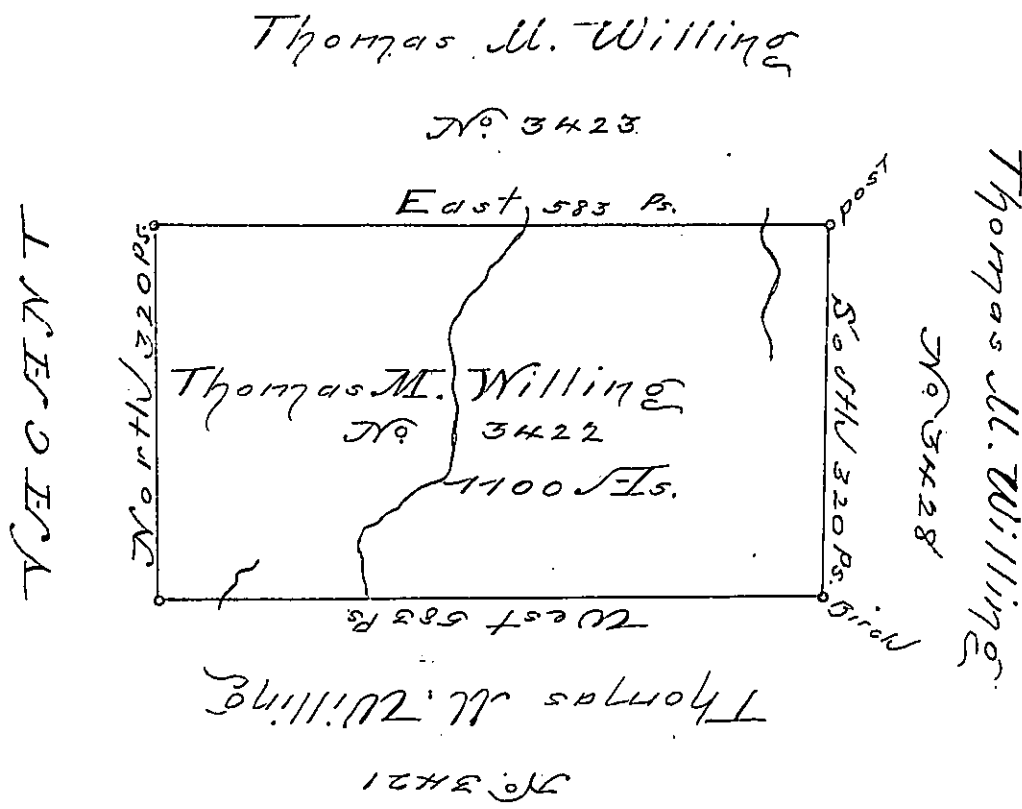 Thomas M. Willing
No. 3423
East 583 Ps.
Post
North 320 Ps.
South 320 Ps.
Thomas M. Willing
No. 3428
Thomas M. Willing
No 3422
1100 As.
Birch
West 583 Ps
Thomas M. Willing
No. 3421